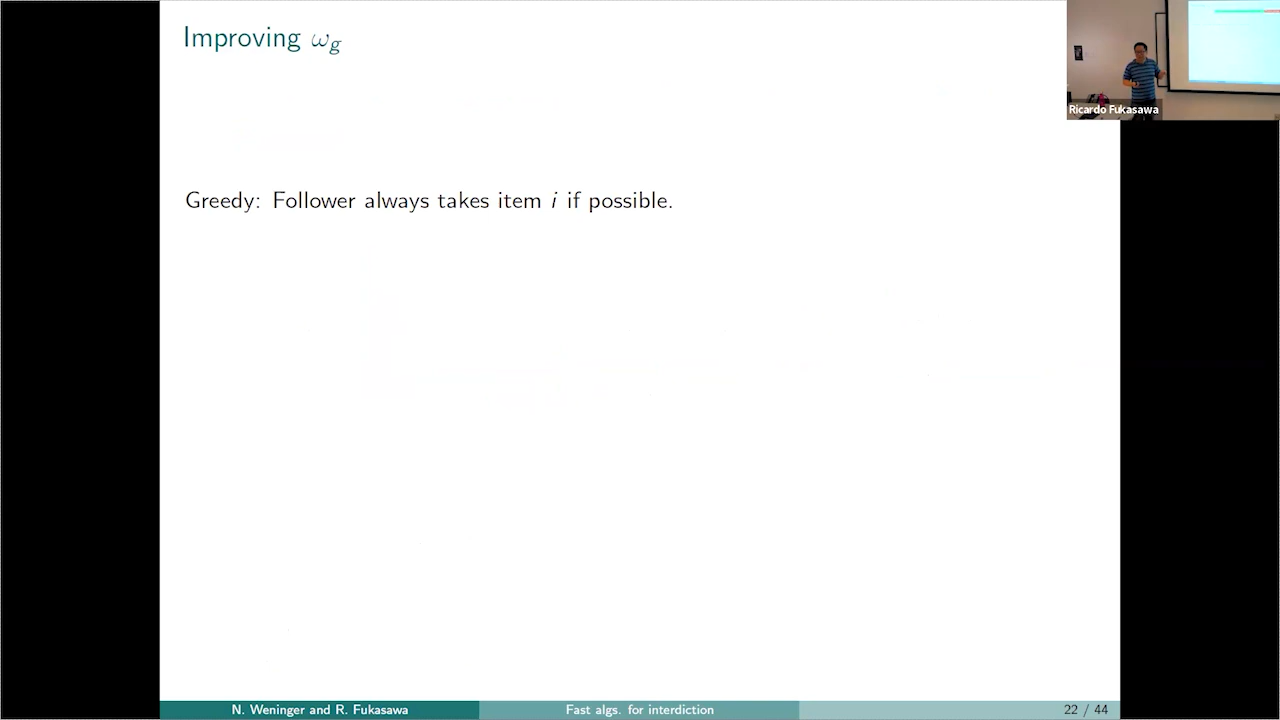 Improving ω_g
Ricardo Fukasawa
Greedy: Follower always takes item i if possible.
N. Weninger and R. Fukasawa
Fast algs. for interdiction
22 / 44